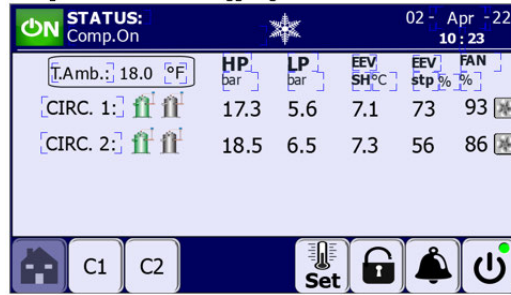 ON STATUS: 02 - Apr - 22
Comp.On 10 : 23
T.Amb.: 18.0 °F HP LP EEV EEV FAN
bar bar SH°C stp % %
CIRC. 1: 17.3 5.6 7.1 73 93
CIRC. 2: 18.5 6.5 7.3 56 86
C1 C2 Set